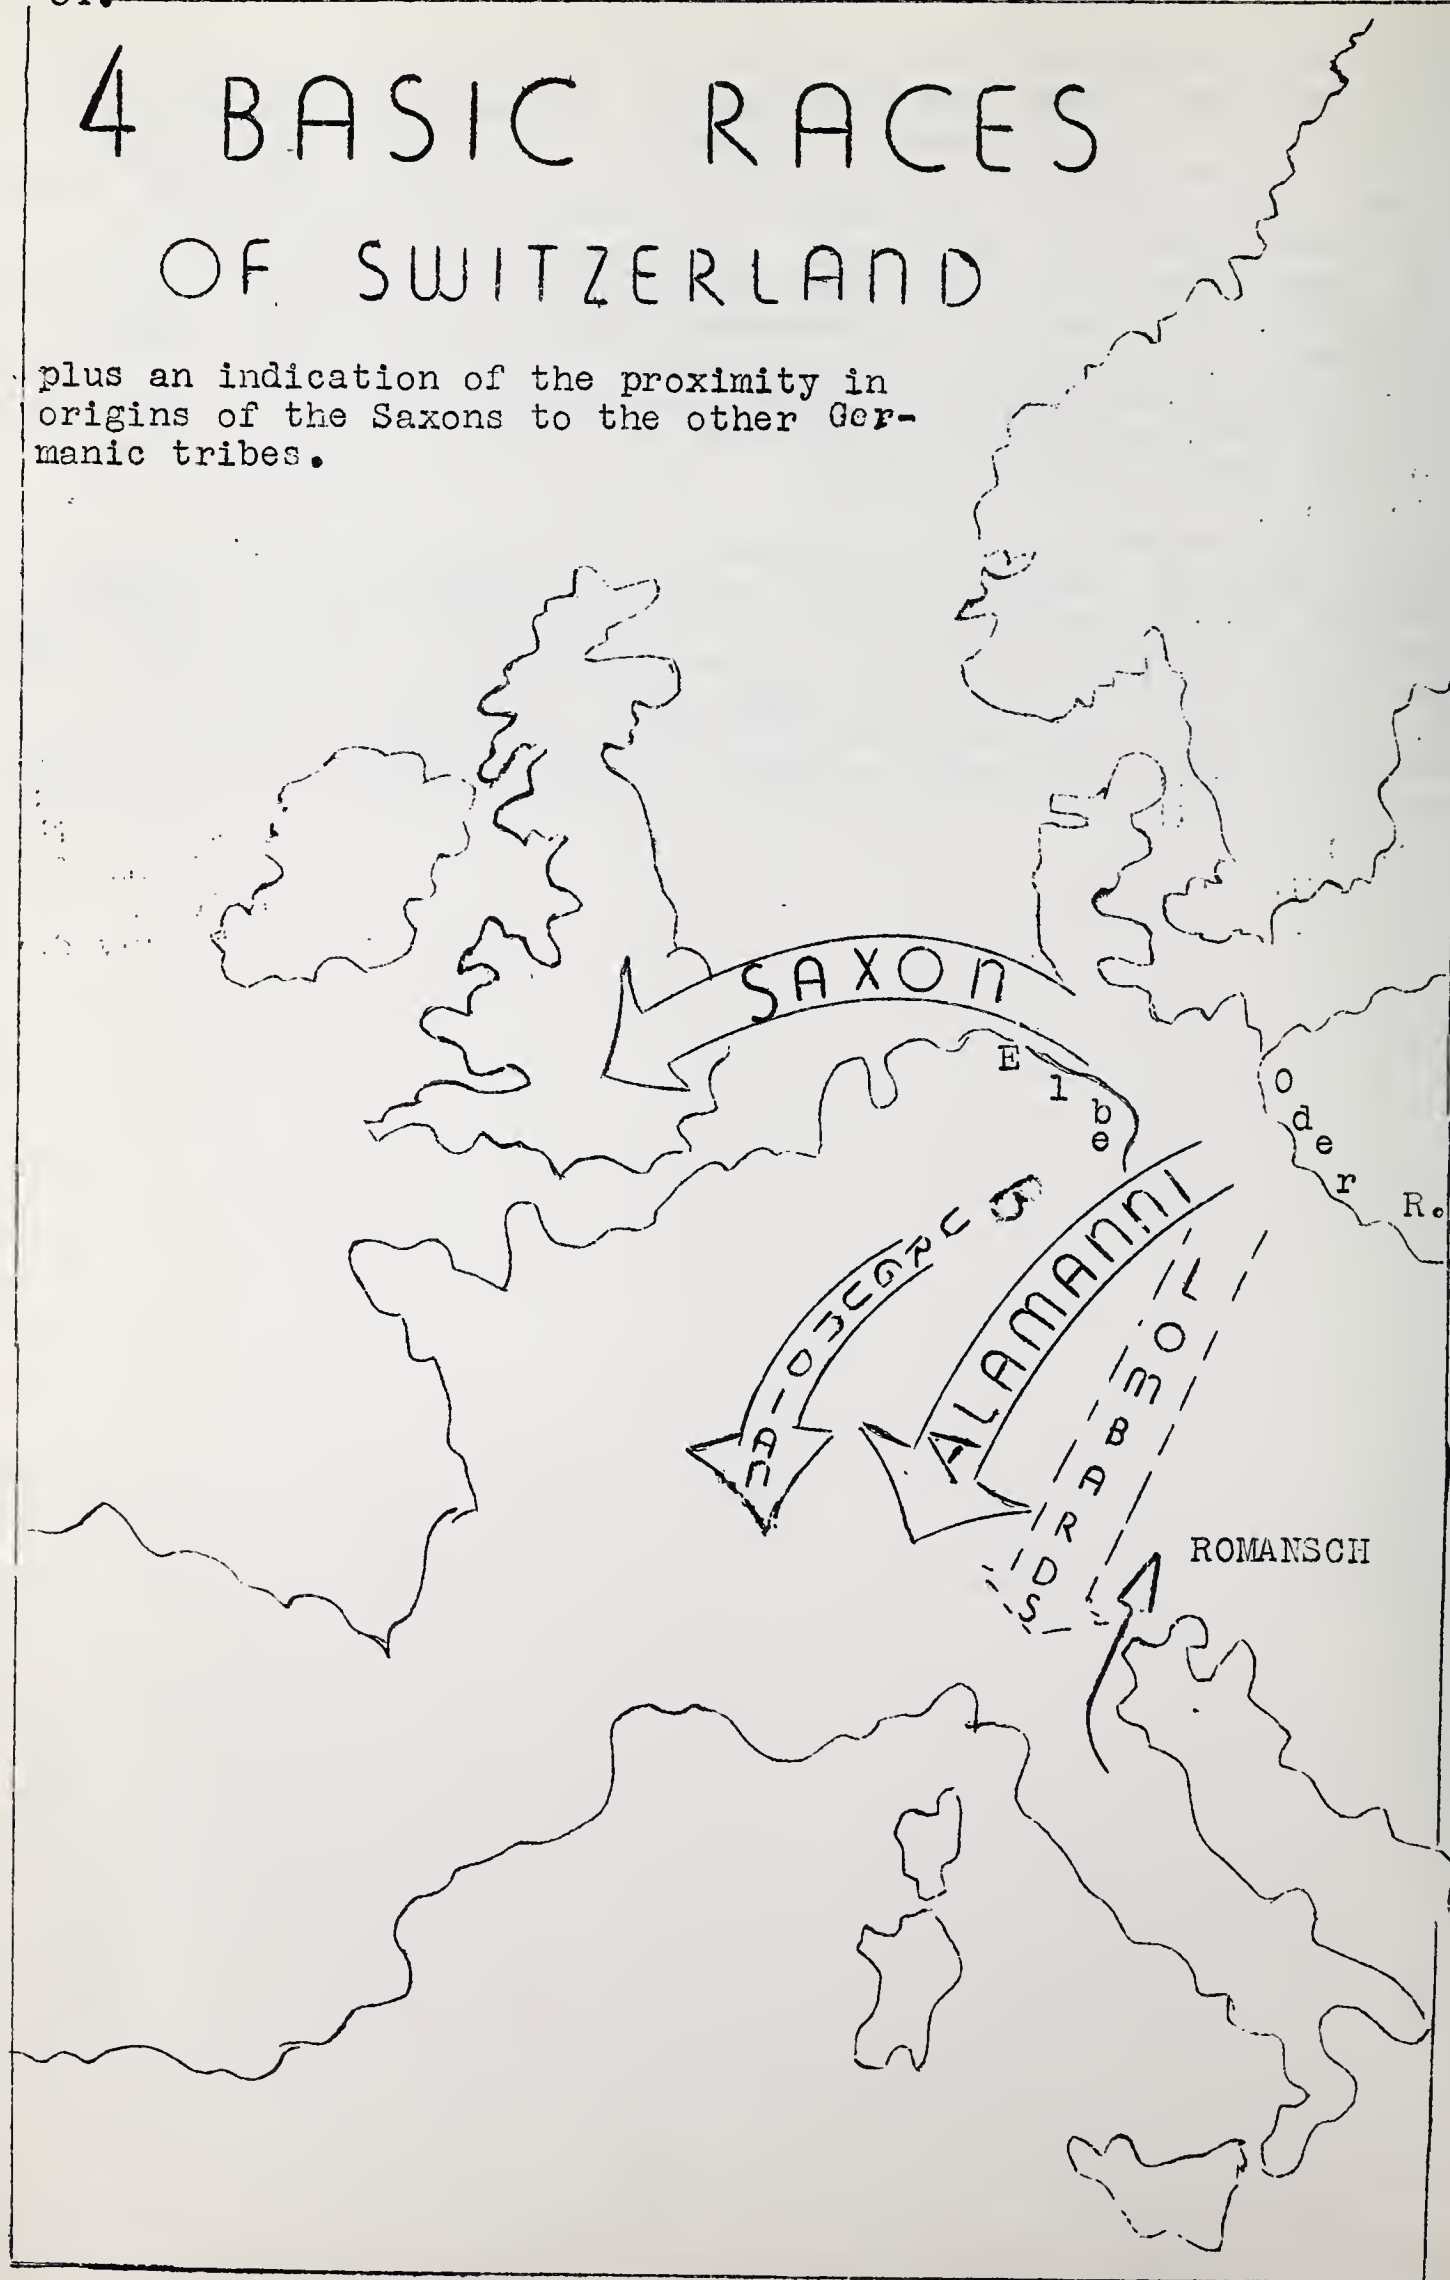 4 BASIC RACES
OF SWITZERLAND
plus an indication of the proximity in
origins of the Saxons to the other Ger-
manic tribes.
SAXON
Elbe
Oder R.
BURGUNDIAN
ALAMANNI
LOMBARDS
ROMANSCH